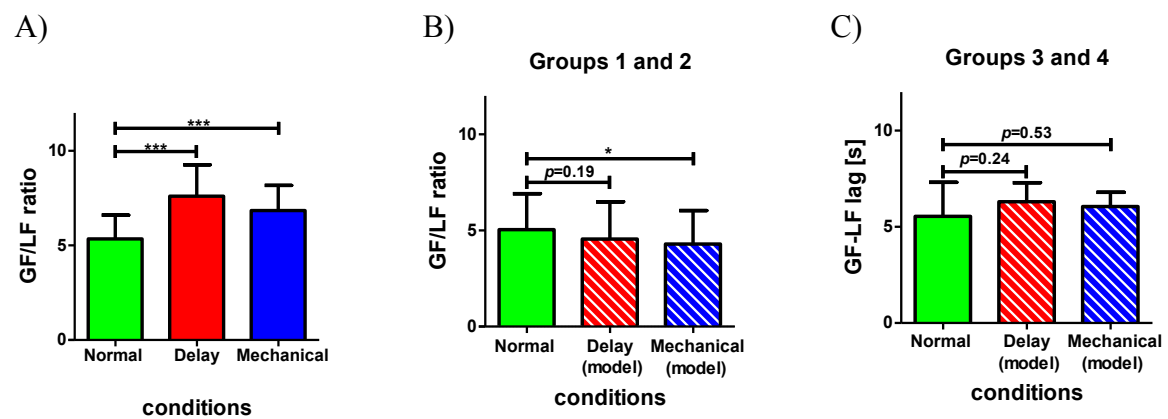 A)
GF/LF ratio
10
5
0
***
***
Normal Delay Mechanical
conditions
B)
Groups 1 and 2
GF/LF ratio
10
5
0
*
p=0.19
Normal Delay Mechanical
(model) (model)
conditions
C)
Groups 3 and 4
GF-LF lag [s]
10
5
0
p=0.53
p=0.24
Normal Delay Mechanical
(model) (model)
conditions